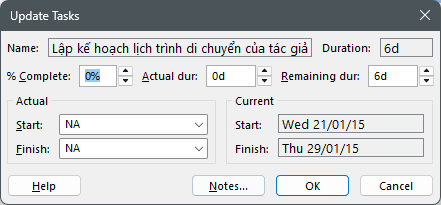 Update Tasks
Name: Lập kế hoạch lịch trình di chuyển của tác giả Duration: 6d
% Complete: 0% Actual dur: 0d Remaining dur: 6d
Actual Current
Start: NA Start: Wed 21/01/15
Finish: NA Finish: Thu 29/01/15
Help Notes... OK Cancel